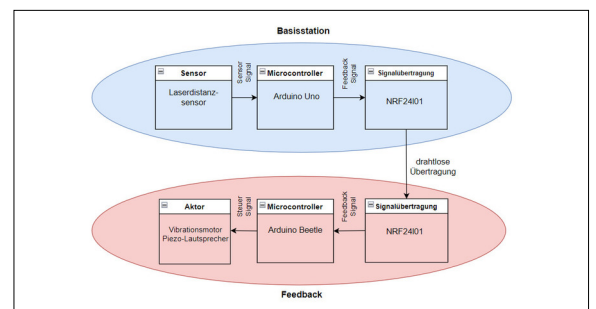 Basisstation
Sensor
Laserdistanz-
sensor
Sensor
Signal
Microcontroller
Arduino Uno
Feedback
Signal
Signalübertragung
NRF24l01
drahtlose
Übertragung
Aktor
Vibrationsmotor
Piezo-Lautsprecher
Steuer
Signal
Microcontroller
Arduino Beetle
Feedback
Signal
Signalübertragung
NRF24l01
Feedback